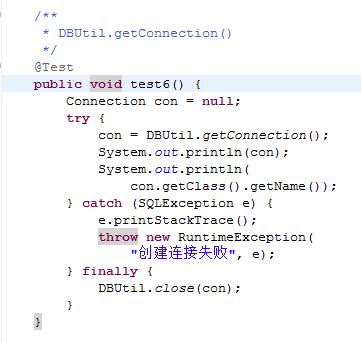 /**
 * DBUtil.getConnection()
 */
@Test
public void test6() {
    Connection con = null;
    try {
        con = DBUtil.getConnection();
        System.out.println(con);
        System.out.println(
            con.getClass().getName());
    } catch (SQLException e) {
        e.printStackTrace();
        throw new RuntimeException(
            "创建连接失败", e);
    } finally {
        DBUtil.close(con);
    }
}